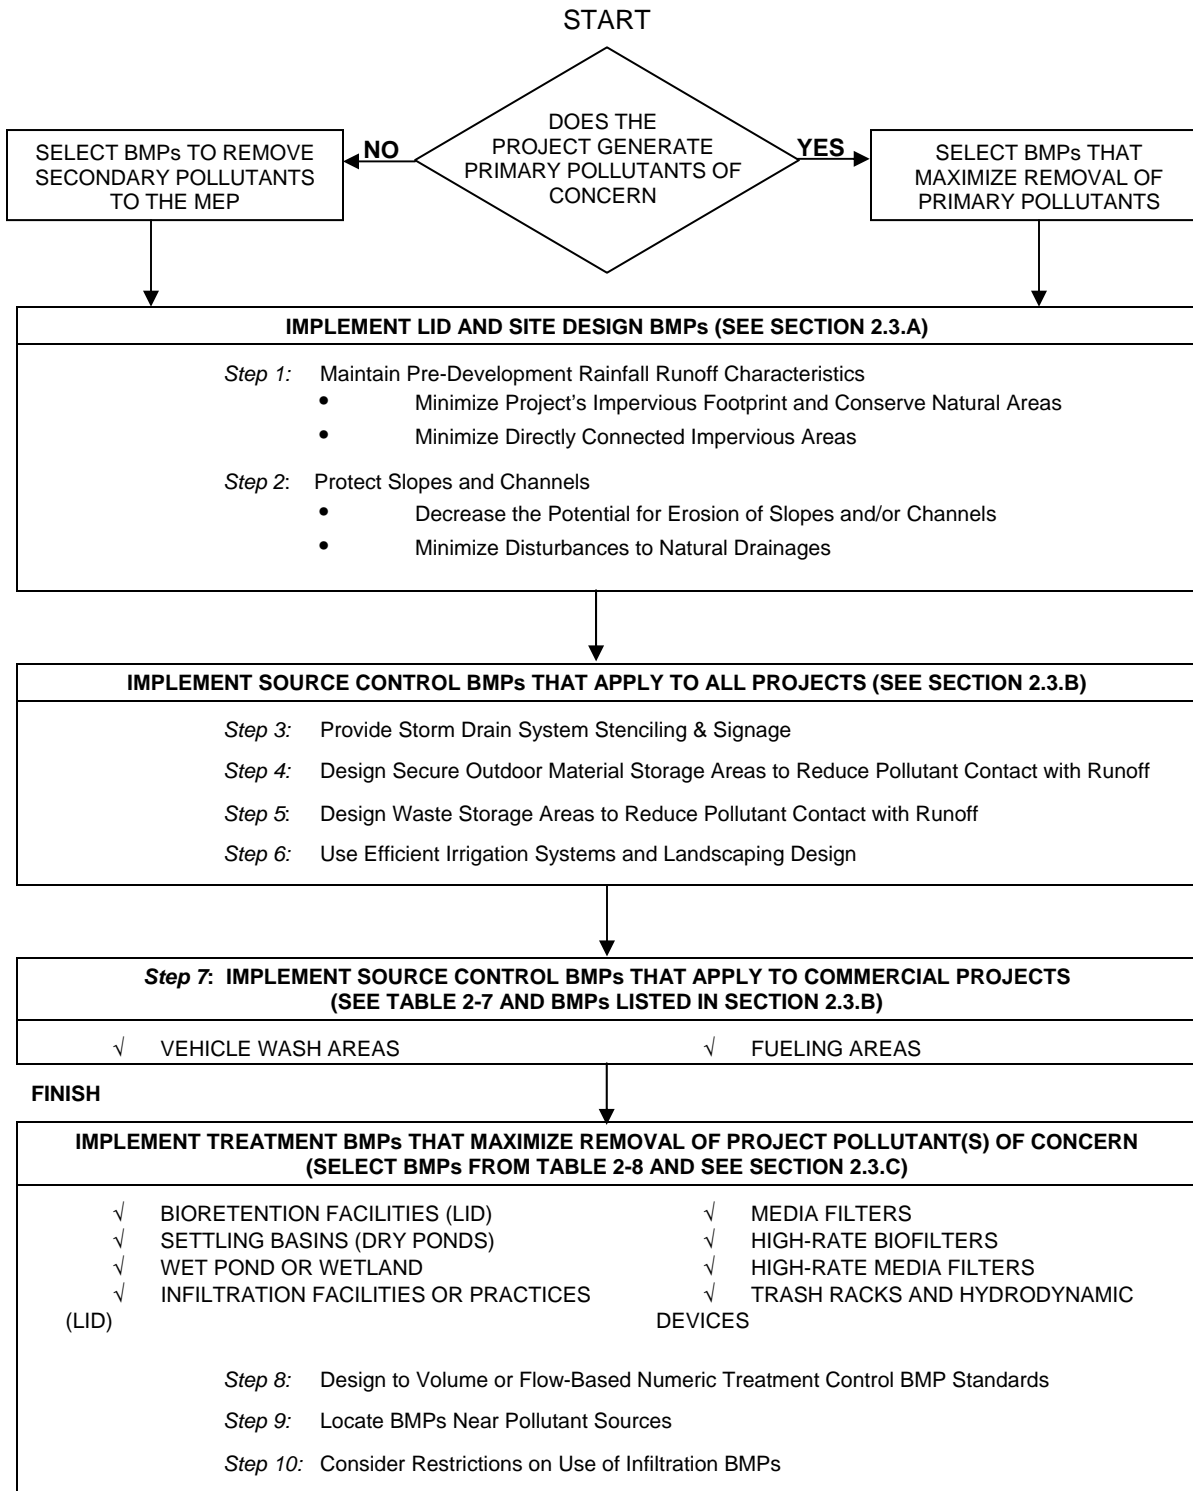 START
DOES THE
PROJECT GENERATE
PRIMARY POLLUTANTS OF
CONCERN
NO
YES
SELECT BMPs TO REMOVE
SECONDARY POLLUTANTS
TO THE MEP
SELECT BMPs THAT
MAXIMIZE REMOVAL OF
PRIMARY POLLUTANTS
IMPLEMENT LID AND SITE DESIGN BMPs (SEE SECTION 2.3.A)
Step 1: Maintain Pre-Development Rainfall Runoff Characteristics
• Minimize Project’s Impervious Footprint and Conserve Natural Areas
• Minimize Directly Connected Impervious Areas
Step 2: Protect Slopes and Channels
• Decrease the Potential for Erosion of Slopes and/or Channels
• Minimize Disturbances to Natural Drainages
IMPLEMENT SOURCE CONTROL BMPs THAT APPLY TO ALL PROJECTS (SEE SECTION 2.3.B)
Step 3: Provide Storm Drain System Stenciling & Signage
Step 4: Design Secure Outdoor Material Storage Areas to Reduce Pollutant Contact with Runoff
Step 5: Design Waste Storage Areas to Reduce Pollutant Contact with Runoff
Step 6: Use Efficient Irrigation Systems and Landscaping Design
Step 7: IMPLEMENT SOURCE CONTROL BMPs THAT APPLY TO COMMERCIAL PROJECTS
(SEE TABLE 2-7 AND BMPs LISTED IN SECTION 2.3.B)
√ VEHICLE WASH AREAS
√ FUELING AREAS
FINISH
IMPLEMENT TREATMENT BMPs THAT MAXIMIZE REMOVAL OF PROJECT POLLUTANT(S) OF CONCERN
(SELECT BMPs FROM TABLE 2-8 AND SEE SECTION 2.3.C)
√ BIORETENTION FACILITIES (LID)
√ SETTLING BASINS (DRY PONDS)
√ WET POND OR WETLAND
√ INFILTRATION FACILITIES OR PRACTICES
(LID)
√ MEDIA FILTERS
√ HIGH-RATE BIOFILTERS
√ HIGH-RATE MEDIA FILTERS
√ TRASH RACKS AND HYDRODYNAMIC
DEVICES
Step 8: Design to Volume or Flow-Based Numeric Treatment Control BMP Standards
Step 9: Locate BMPs Near Pollutant Sources
Step 10: Consider Restrictions on Use of Infiltration BMPs